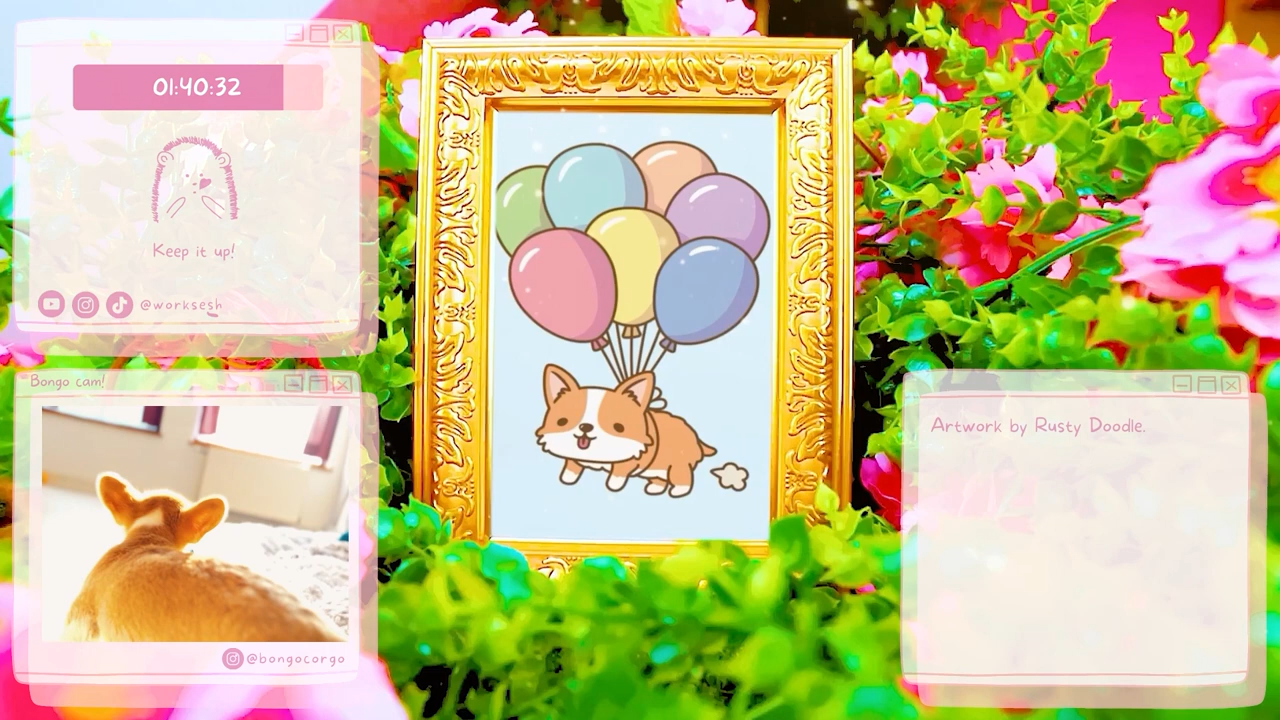 01:40:32
Keep it up!
@worksesh
Bongo cam!
@bongocorgo
Artwork by Rusty Doodle.